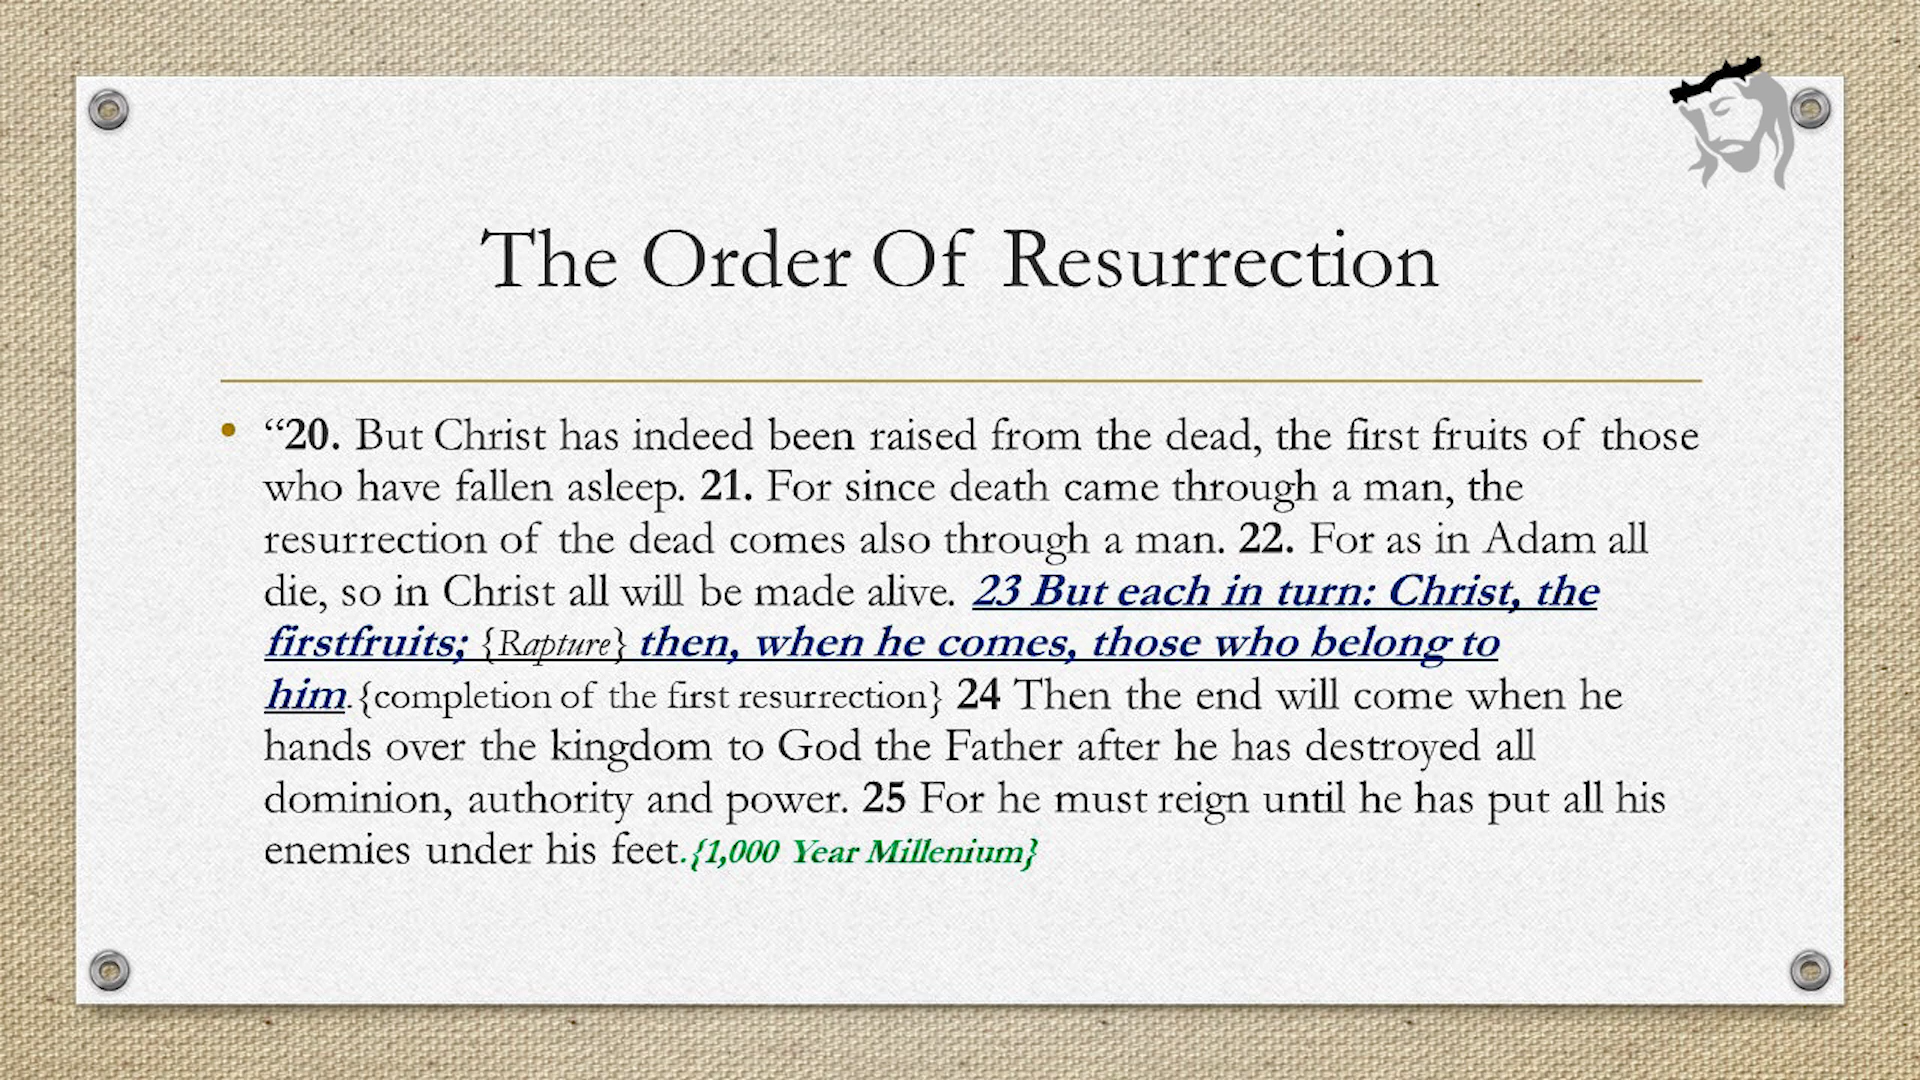 The Order Of Resurrection
• “20. But Christ has indeed been raised from the dead, the first fruits of those
who have fallen asleep. 21. For since death came through a man, the
resurrection of the dead comes also through a man. 22. For as in Adam all
die, so in Christ all will be made alive. 23 But each in turn: Christ, the
firstfruits; {Rapture} then, when he comes, those who belong to
him.{completion of the first resurrection} 24 Then the end will come when he
hands over the kingdom to God the Father after he has destroyed all
dominion, authority and power. 25 For he must reign until he has put all his
enemies under his feet.{1,000 Year Millenium}